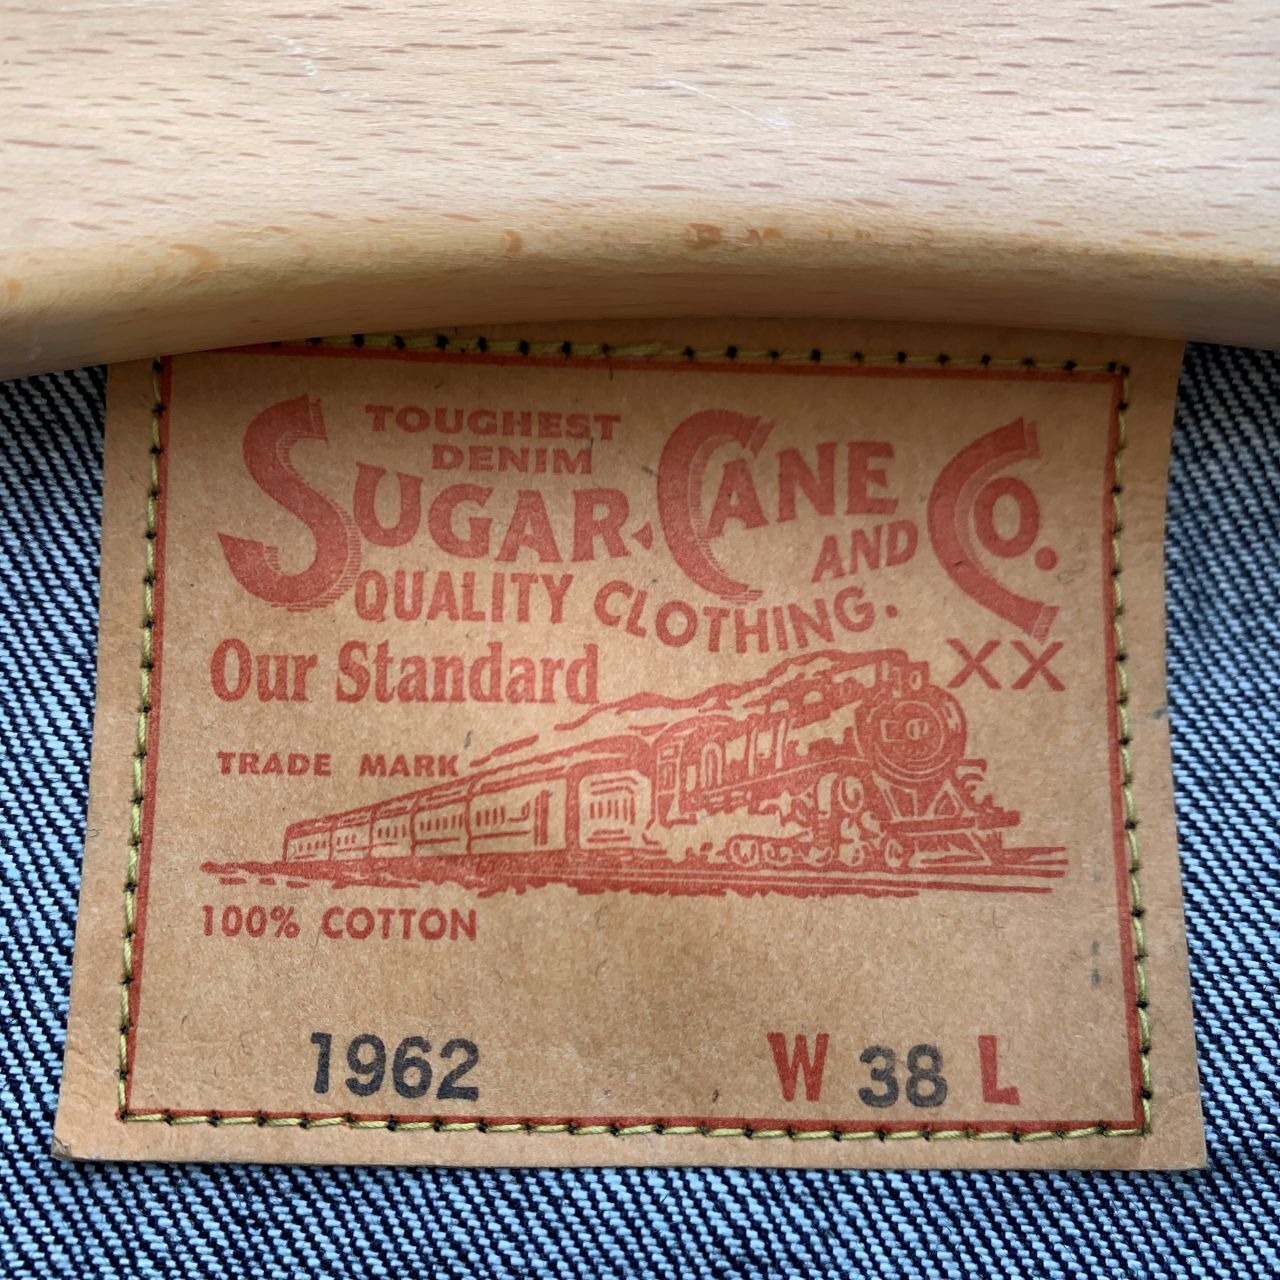 TOUGHEST
DENIM
SUGAR CANE AND CO.
QUALITY CLOTHING.
Our Standard
XX
TRADE MARK
100% COTTON
1962 W 38 L